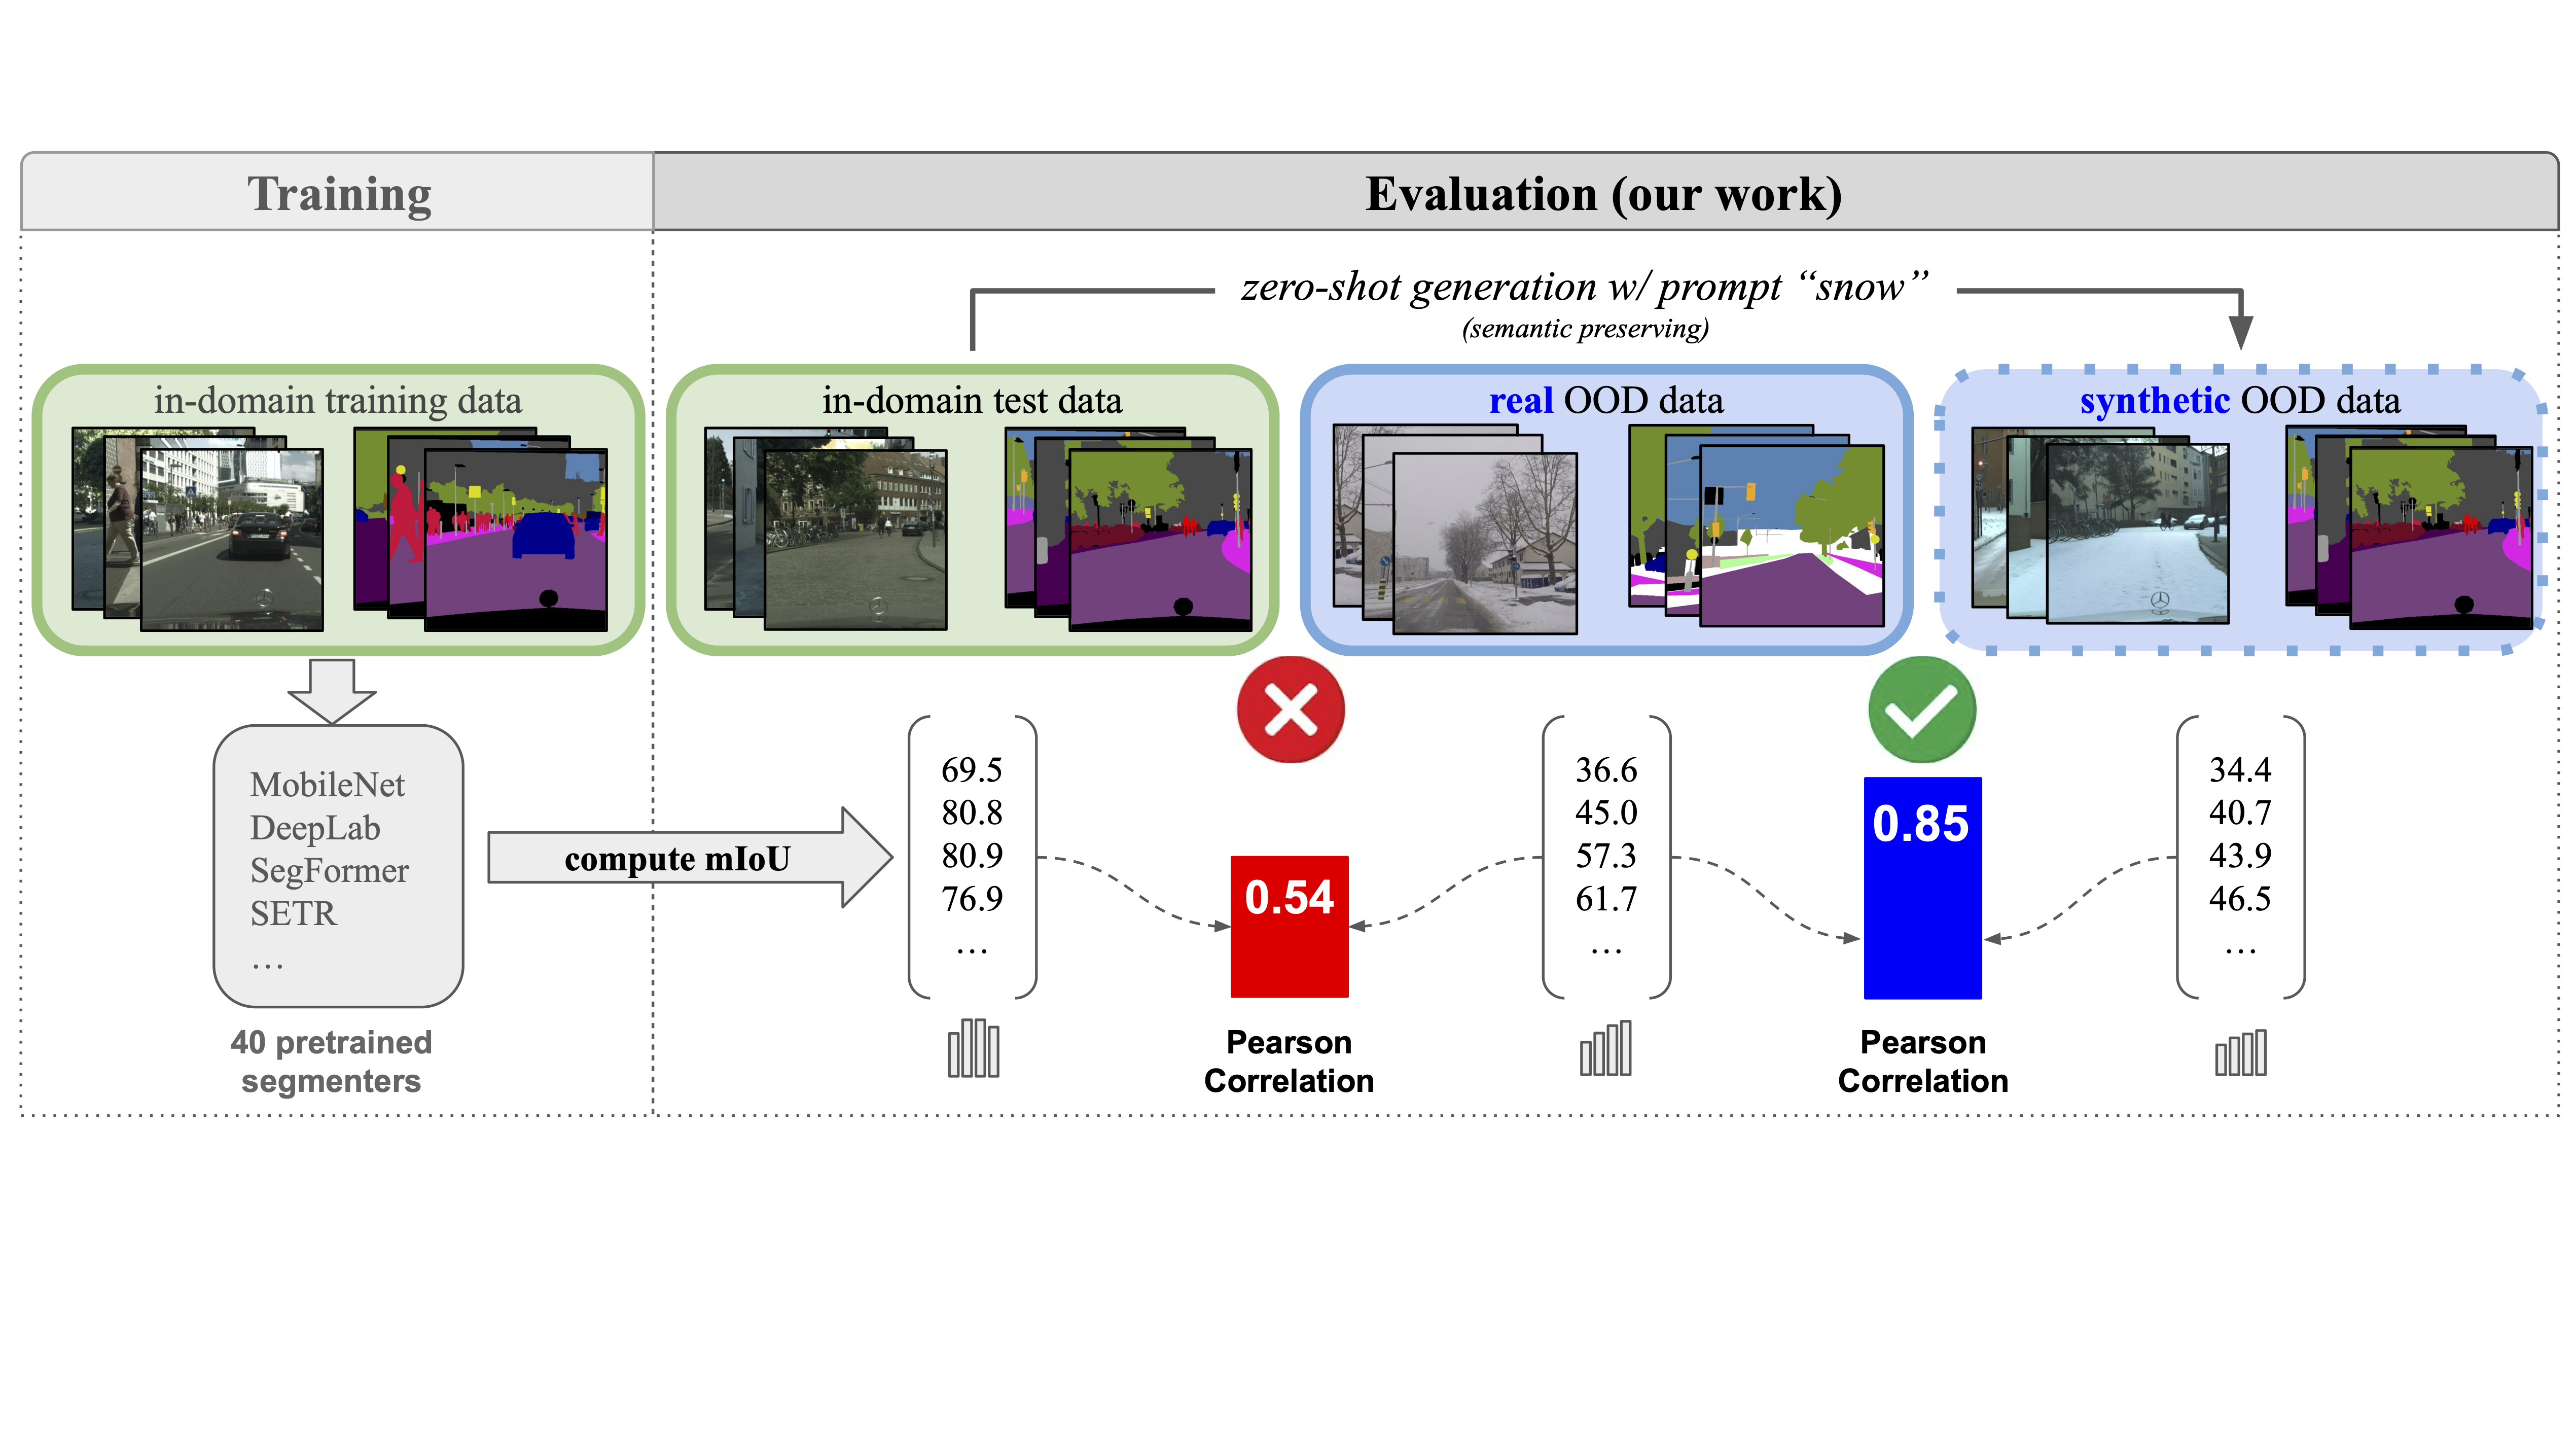 Training
Evaluation (our work)
zero-shot generation w/ prompt “snow”
(semantic preserving)
in-domain training data
in-domain test data
real OOD data
synthetic OOD data
MobileNet
DeepLab
SegFormer
SETR
…
40 pretrained
segmenters
compute mIoU
69.5
80.8
80.9
76.9
…
0.54
Pearson
Correlation
36.6
45.0
57.3
61.7
…
0.85
Pearson
Correlation
34.4
40.7
43.9
46.5
…